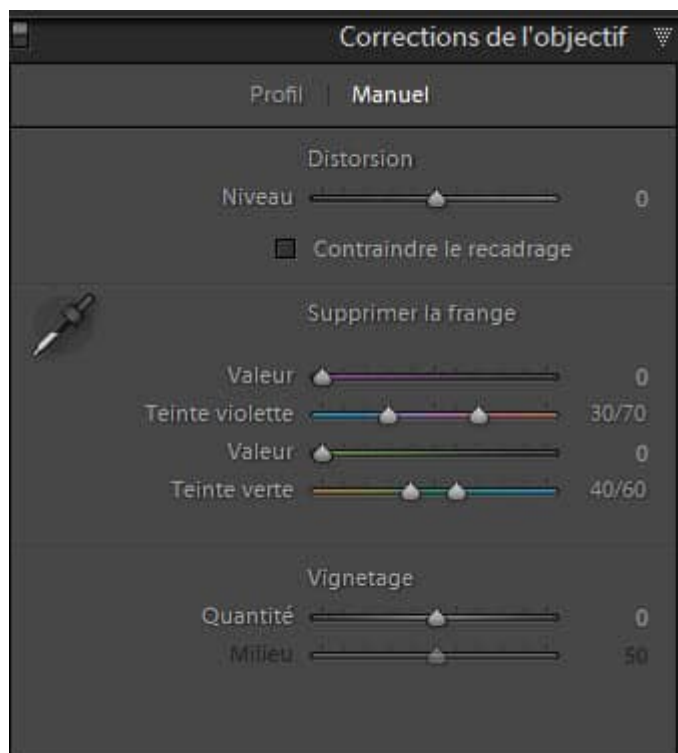 Corrections de l'objectif
Profil | Manuel
Distorsion
Niveau 0
Contraindre le recadrage
Supprimer la frange
Valeur 0
Teinte violette 30/70
Valeur 0
Teinte verte 40/60
Vignetage
Quantité 0
Milieu 50